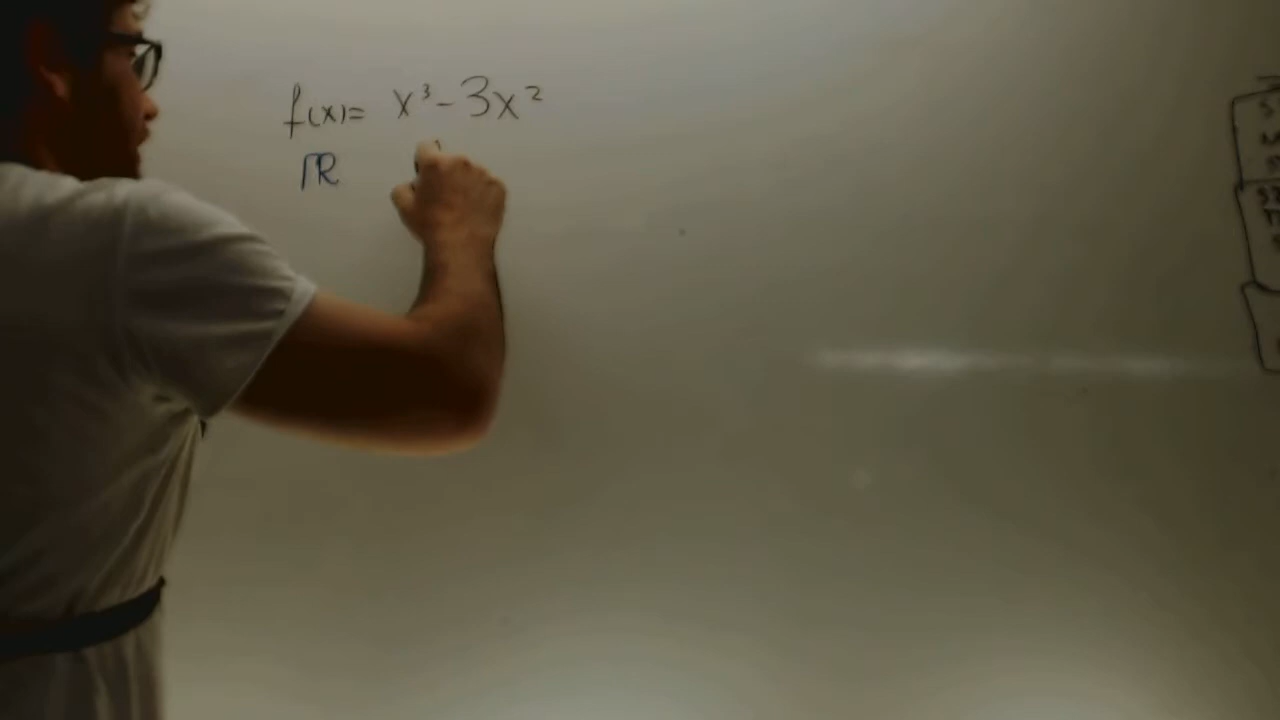 f(x)= x³-3x²
ℝ